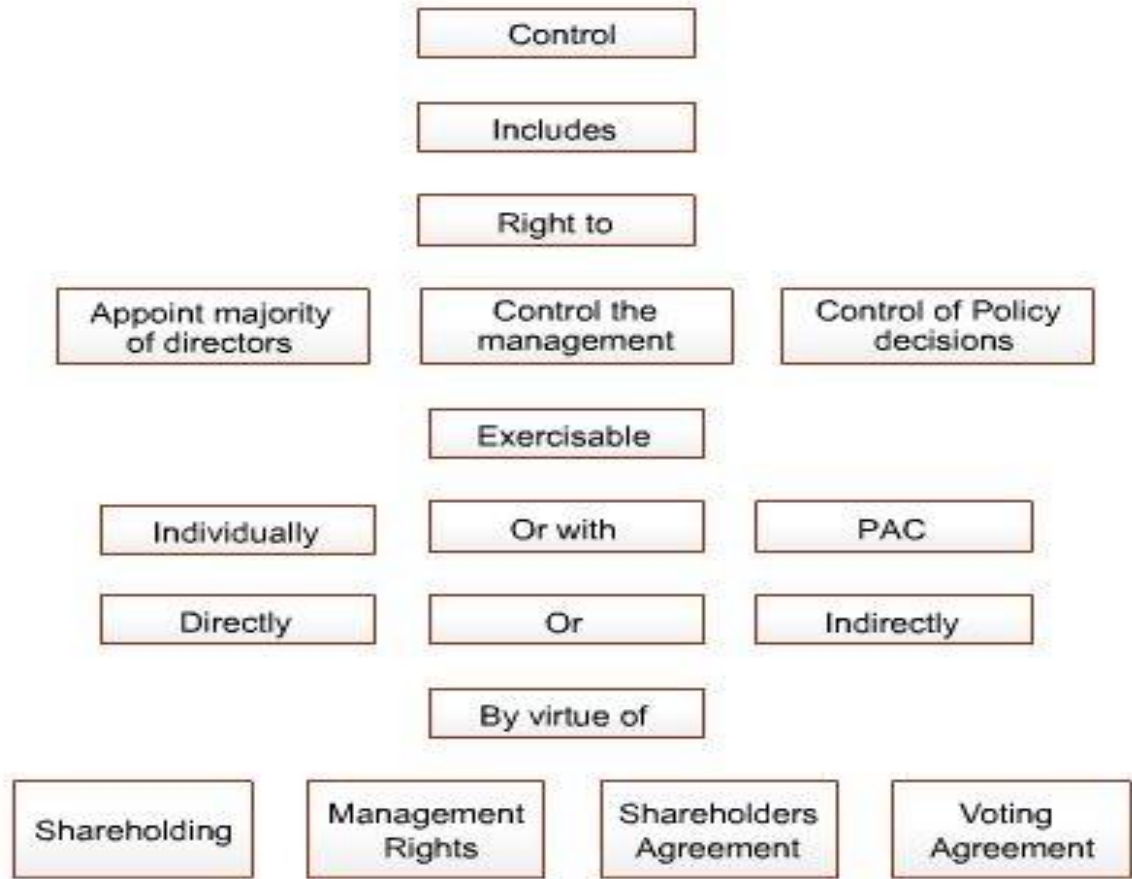 Control
Includes
Right to
Appoint majority
of directors
Control the
management
Control of Policy
decisions
Exercisable
Individually
Or with
PAC
Directly
Or
Indirectly
By virtue of
Shareholding
Management
Rights
Shareholders
Agreement
Voting
Agreement